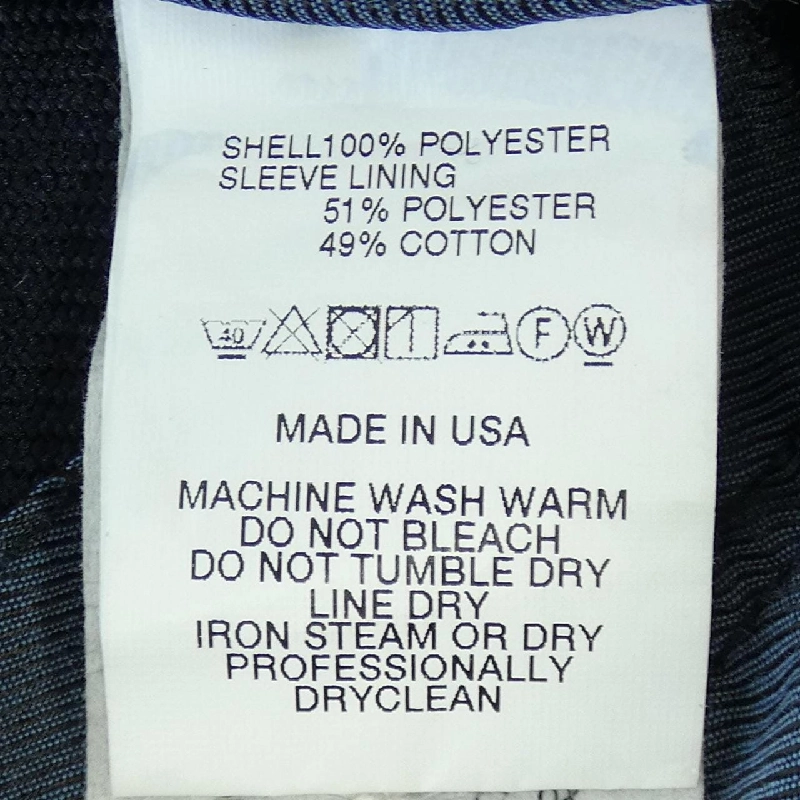 SHELL100% POLYESTER
SLEEVE LINING
51% POLYESTER
49% COTTON
40 F W
MADE IN USA
MACHINE WASH WARM
DO NOT BLEACH
DO NOT TUMBLE DRY
LINE DRY
IRON STEAM OR DRY
PROFESSIONALLY
DRYCLEAN